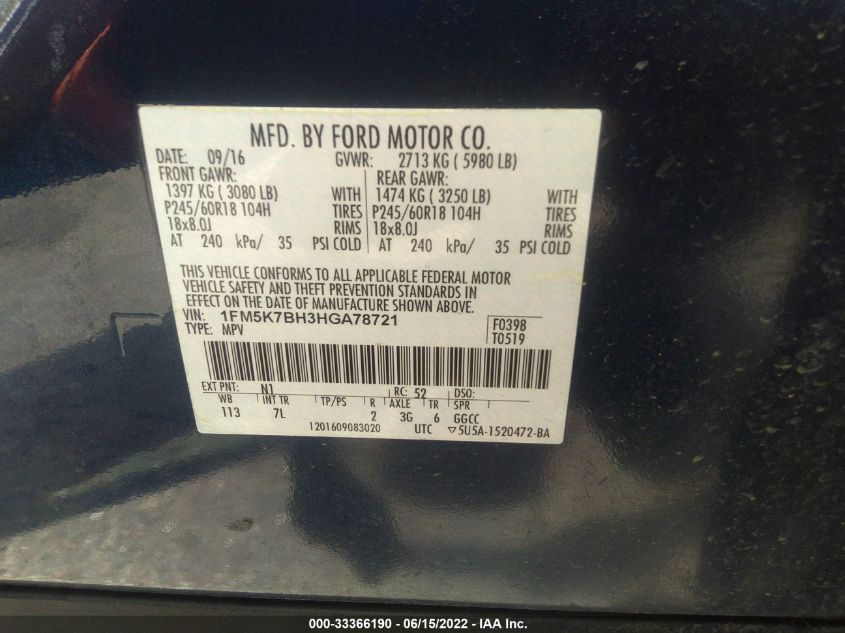 MFD. BY FORD MOTOR CO.
DATE: 09/16 GVWR: 2713 KG ( 5980 LB)
FRONT GAWR: REAR GAWR:
1397 KG ( 3080 LB) WITH 1474 KG ( 3250 LB) WITH
P245/60R18 104H TIRES P245/60R18 104H TIRES
18x8.0J RIMS 18x8.0J RIMS
AT 240 kPa/ 35 PSI COLD AT 240 kPa/ 35 PSI COLD
THIS VEHICLE CONFORMS TO ALL APPLICABLE FEDERAL MOTOR
VEHICLE SAFETY AND THEFT PREVENTION STANDARDS IN
EFFECT ON THE DATE OF MANUFACTURE SHOWN ABOVE.
VIN: 1FM5K7BH3HGA78721 F0398
TYPE: MPV T0519
EXT PNT: N1 RC: 52 DSO:
WB INT TR TP/PS R AXLE TR SPR
113 7L 2 3G 6 GGCC
1201609083020 UTC ▽5U5A-1520472-BA
000-33366190 - 06/15/2022 - IAA Inc.